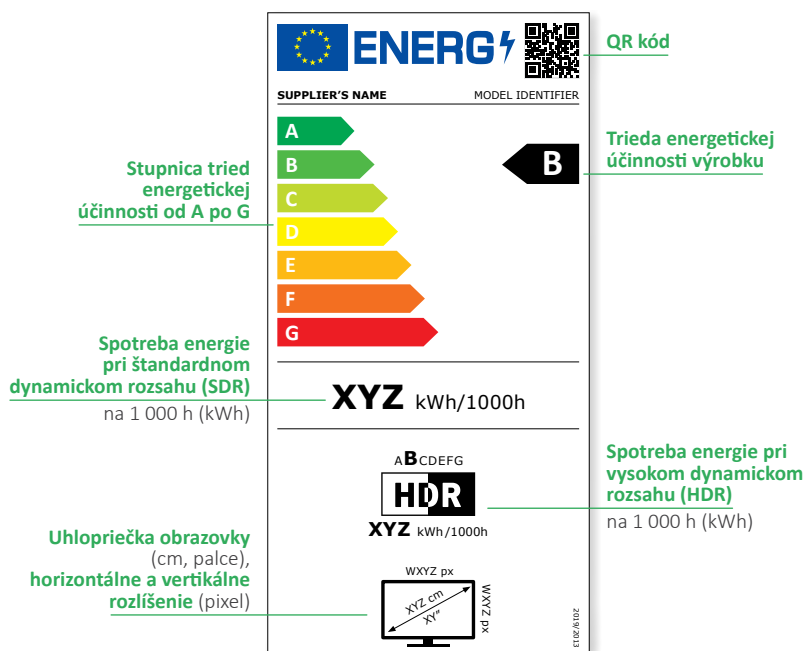 ENERG
QR kód
SUPPLIER'S NAME
MODEL IDENTIFIER
A
B
C
D
E
F
G
B
Trieda energetickej
účinnosti výrobku
Stupnica tried
energetickej
účinnosti od A po G
Spotreba energie
pri štandardnom
dynamickom rozsahu (SDR)
na 1 000 h (kWh)
XYZ kWh/1000h
ABCDEFG
HDR
XYZ kWh/1000h
Spotreba energie pri
vysokom dynamickom
rozsahu (HDR)
na 1 000 h (kWh)
Uhlopriečka obrazovky
(cm, palce),
horizontálne a vertikálne
rozlíšenie (pixel)
WXYZ px
XYZ cm
XY"
WXYZ px
2019/2013